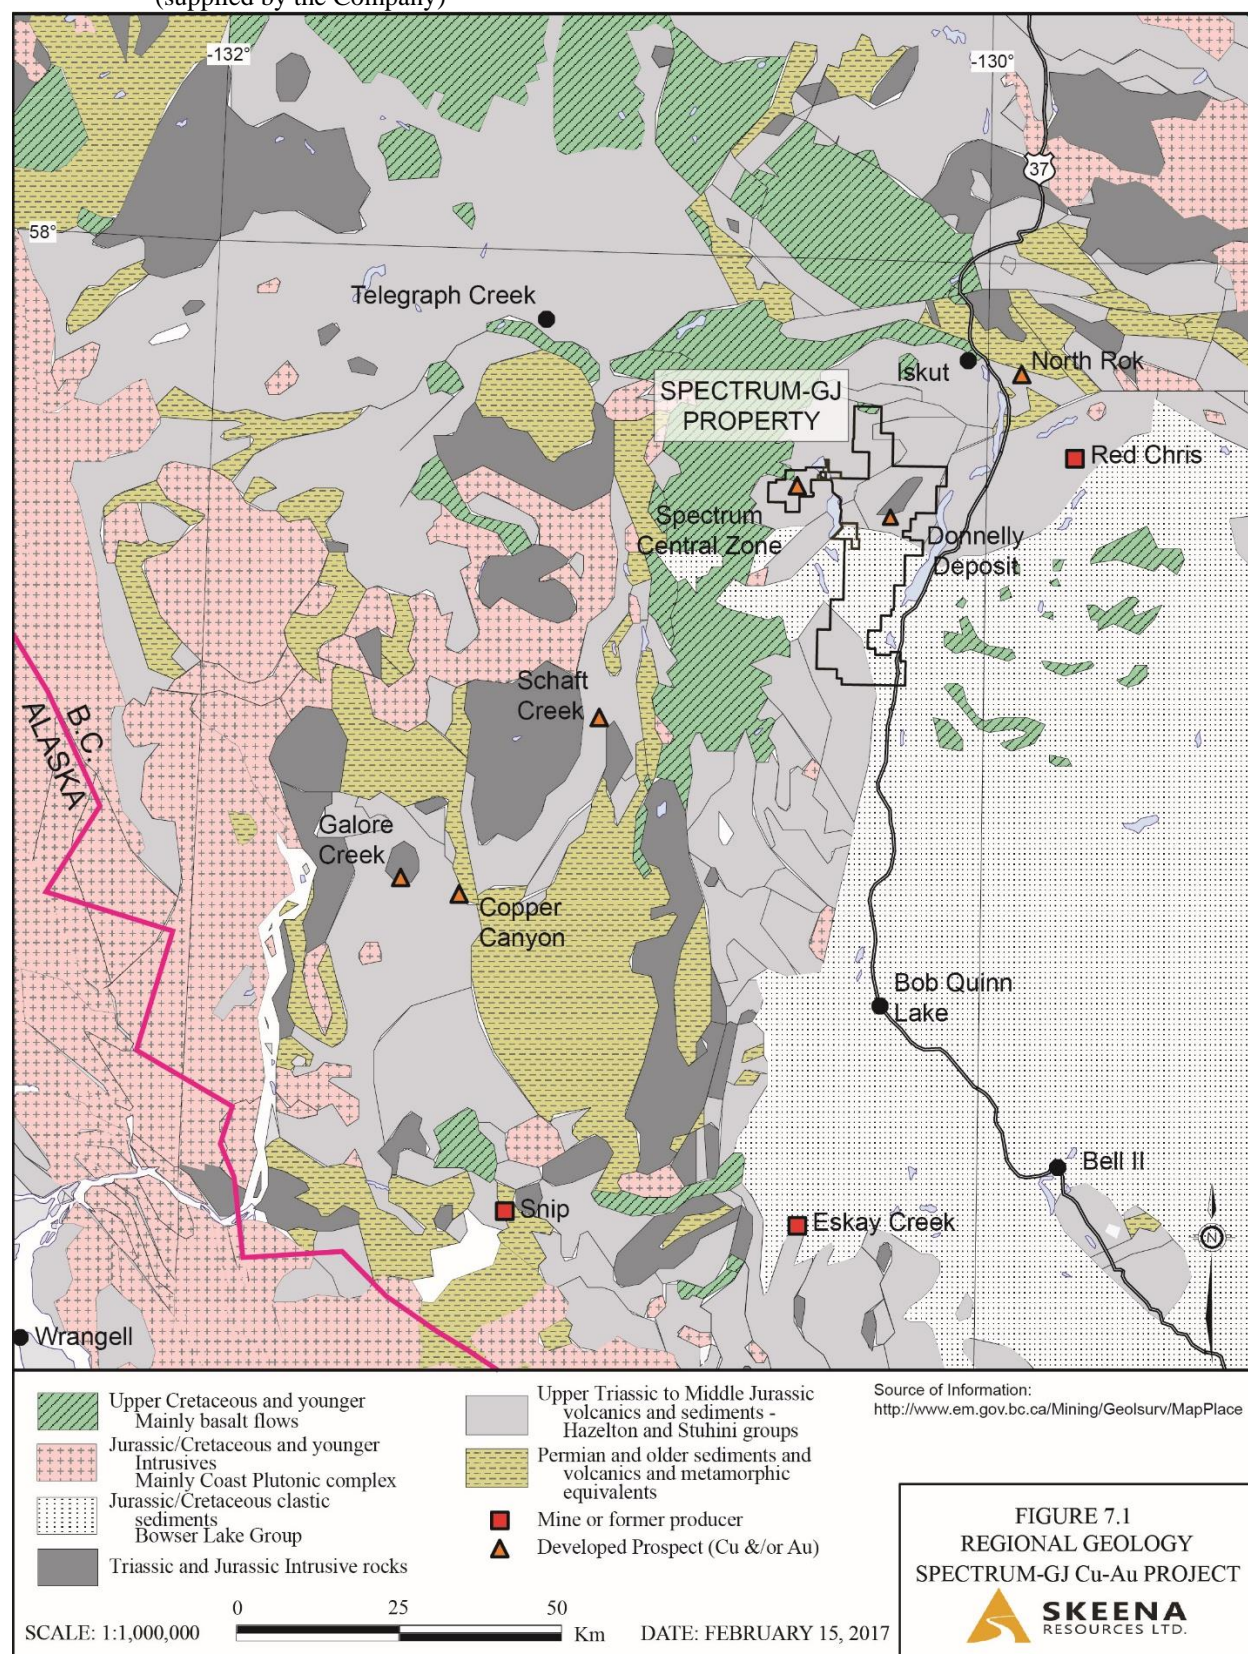 (supplied by the Company)
-132°
-130°
37
58°
Telegraph Creek
Iskut
North Rok
SPECTRUM-GJ
PROPERTY
Red Chris
Spectrum
Central Zone
Donnelly
Deposit
Schaft
Creek
B.C.
ALASKA
Galore
Creek
Copper
Canyon
Bob Quinn
Lake
Bell II
Snip
Eskay Creek
N
Wrangell
Upper Cretaceous and younger
Mainly basalt flows
Jurassic/Cretaceous and younger
Intrusives
Mainly Coast Plutonic complex
Jurassic/Cretaceous clastic
sediments
Bowser Lake Group
Triassic and Jurassic Intrusive rocks
Upper Triassic to Middle Jurassic
volcanics and sediments -
Hazelton and Stuhini groups
Permian and older sediments and
volcanics and metamorphic
equivalents
Mine or former producer
Developed Prospect (Cu &/or Au)
Source of Information:
http://www.em.gov.bc.ca/Mining/Geolsurv/MapPlace
SCALE: 1:1,000,000
0 25 50
Km
DATE: FEBRUARY 15, 2017
FIGURE 7.1
REGIONAL GEOLOGY
SPECTRUM-GJ Cu-Au PROJECT
SKEENA
RESOURCES LTD.